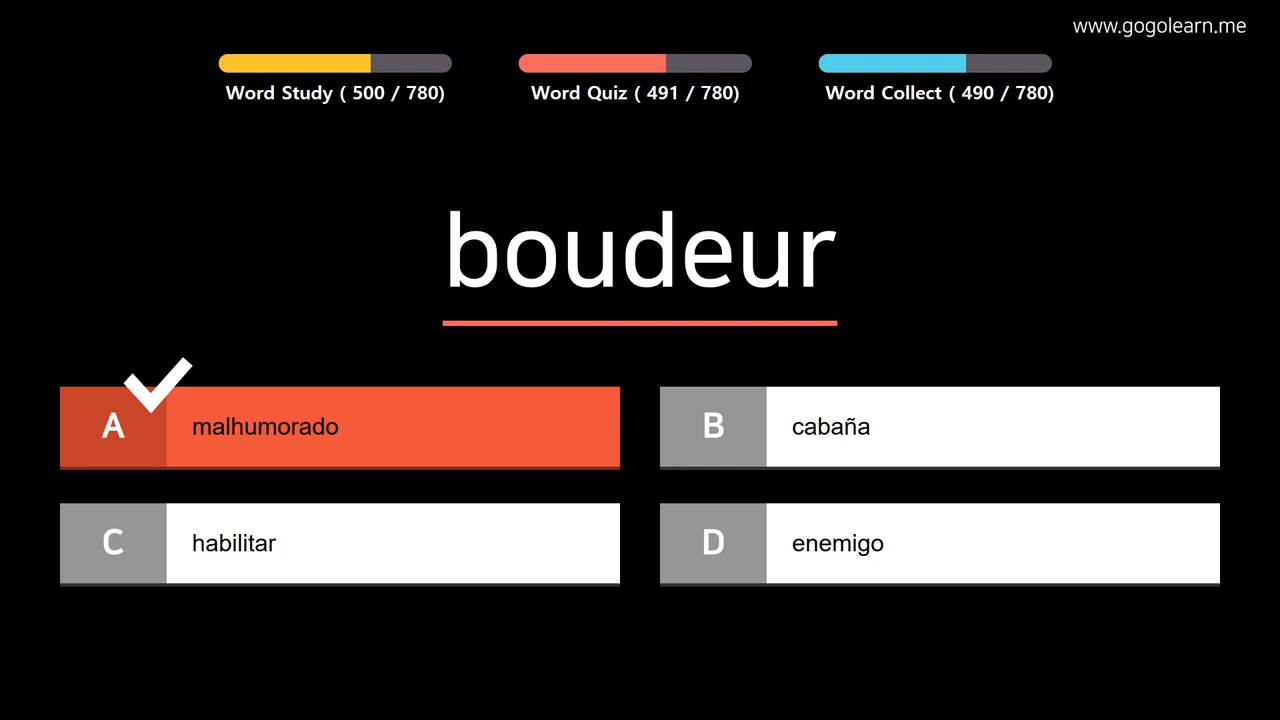 www.gogolearn.me
Word Study ( 500 / 780)
Word Quiz ( 491 / 780)
Word Collect ( 490 / 780)
boudeur
A malhumorado
B cabaña
C habilitar
D enemigo